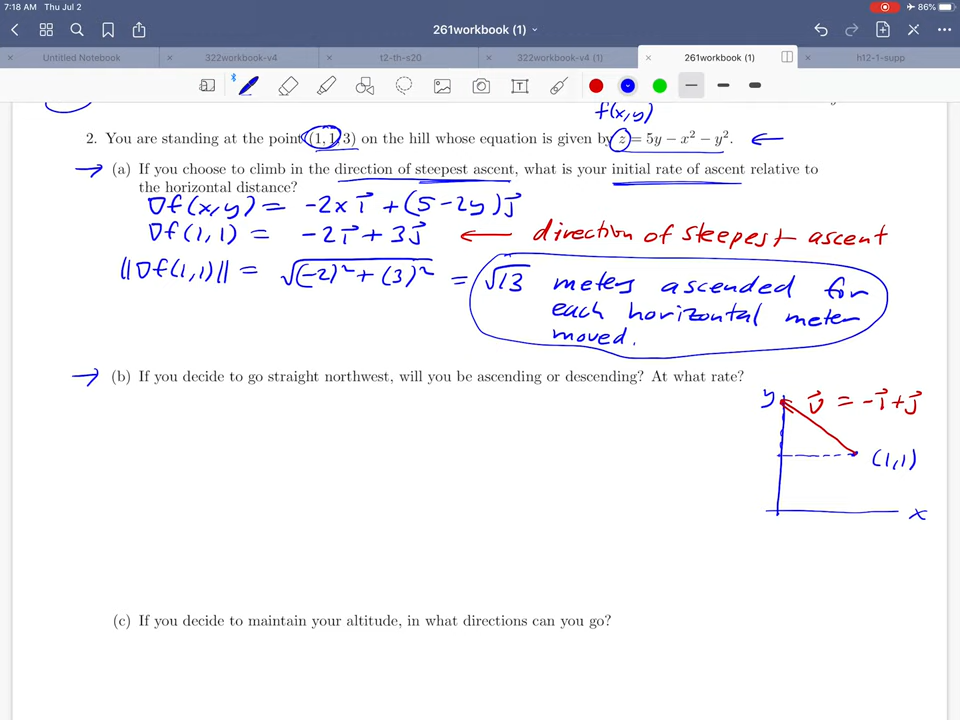 7:18 AM Thu Jul 2
86%
261workbook (1)
Untitled Notebook
322workbook-v4
t2-th-s20
322workbook-v4 (1)
261workbook (1)
h12-1-supp
f(x,y)
2. You are standing at the point (1, 1, 3) on the hill whose equation is given by z = 5y − x² − y².
(a) If you choose to climb in the direction of steepest ascent, what is your initial rate of ascent relative to
the horizontal distance?
∇f(x,y) = -2x i⃗ + (5-2y) j⃗
∇f(1,1) = -2 i⃗ + 3 j⃗ ← direction of steepest ascent
||∇f(1,1)|| = √(-2)² + (3)² = √13 meters ascended for
each horizontal meter
moved.
(b) If you decide to go straight northwest, will you be ascending or descending? At what rate?
y
v⃗ = -i⃗ + j⃗
(1,1)
x
(c) If you decide to maintain your altitude, in what directions can you go?